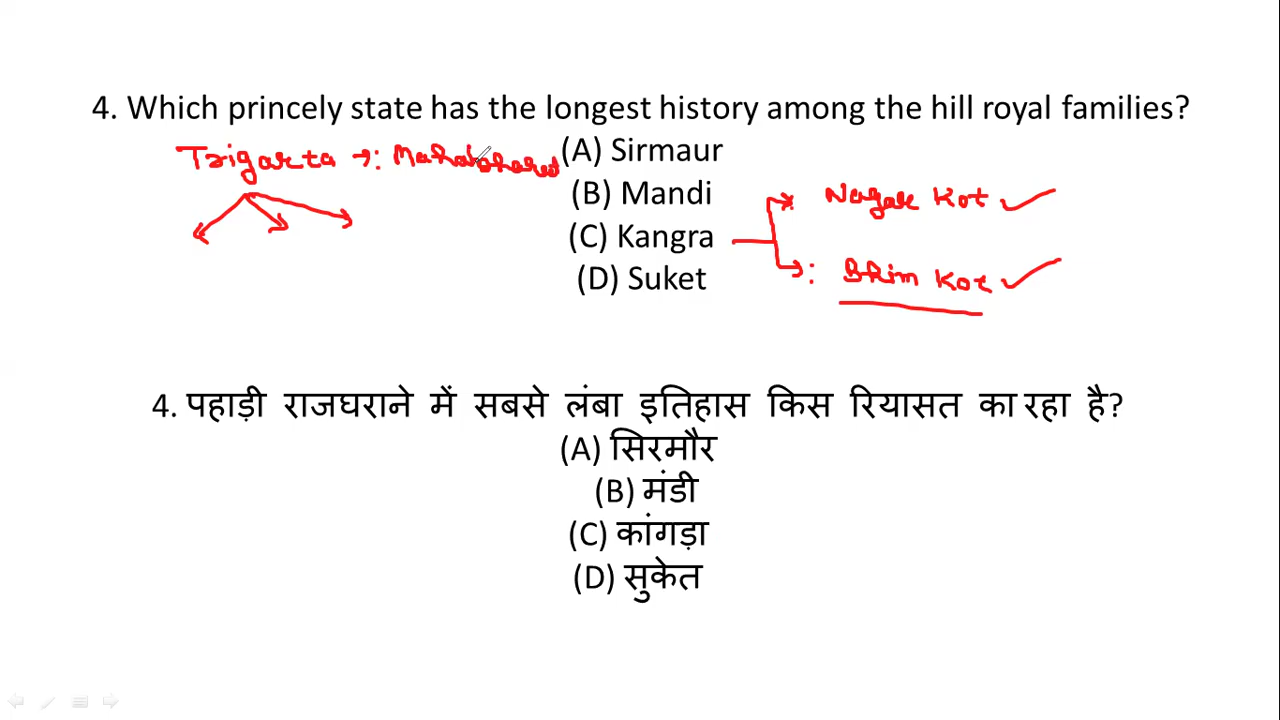 4. Which princely state has the longest history among the hill royal families?
Trigarta →: Mahabharat
(A) Sirmaur
(B) Mandi
Nagar Kot
(C) Kangra
(D) Suket
: Bhim Kot
4. पहाड़ी राजघराने में सबसे लंबा इतिहास किस रियासत का रहा है?
(A) सिरमौर
(B) मंडी
(C) कांगड़ा
(D) सुकेत